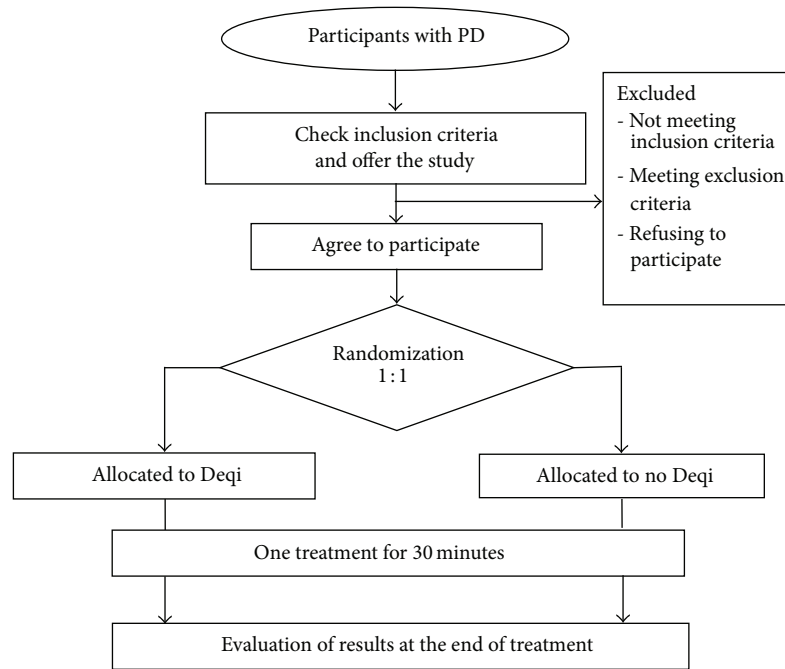 Participants with PD
Check inclusion criteria
and offer the study
Excluded
- Not meeting
inclusion criteria
- Meeting exclusion
criteria
- Refusing to
participate
Agree to participate
Randomization
1 : 1
Allocated to Deqi
Allocated to no Deqi
One treatment for 30 minutes
Evaluation of results at the end of treatment